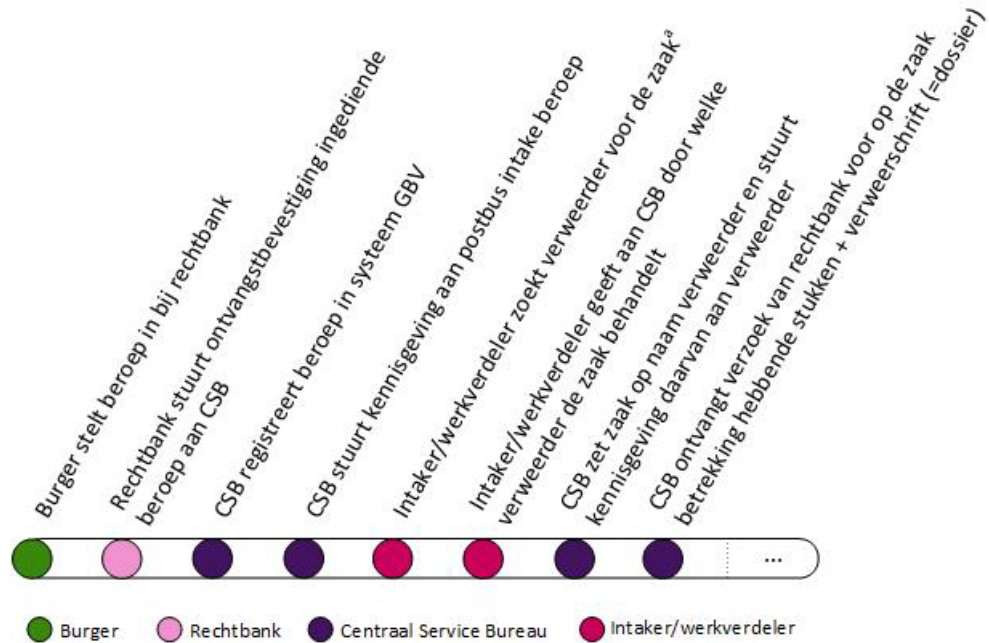 Burger stelt beroep in bij rechtbank
Rechtbank stuurt ontvangstbevestiging ingediende
beroep aan CSB
CSB registreert beroep in systeem GBV
CSB stuurt kennisgeving aan postbus intake beroep
Intaker/werkverdeler zoekt verweerder voor de zaakᵃ
Intaker/werkverdeler geeft aan CSB door welke
verweerder de zaak behandelt
CSB zet zaak op naam verweerder en stuurt
kennisgeving daarvan aan verweerder
CSB ontvangt verzoek van rechtbank voor op de zaak
betrekking hebbende stukken + verweerschrift (=dossier)
...
Burger
Rechtbank
Centraal Service Bureau
Intaker/werkverdeler